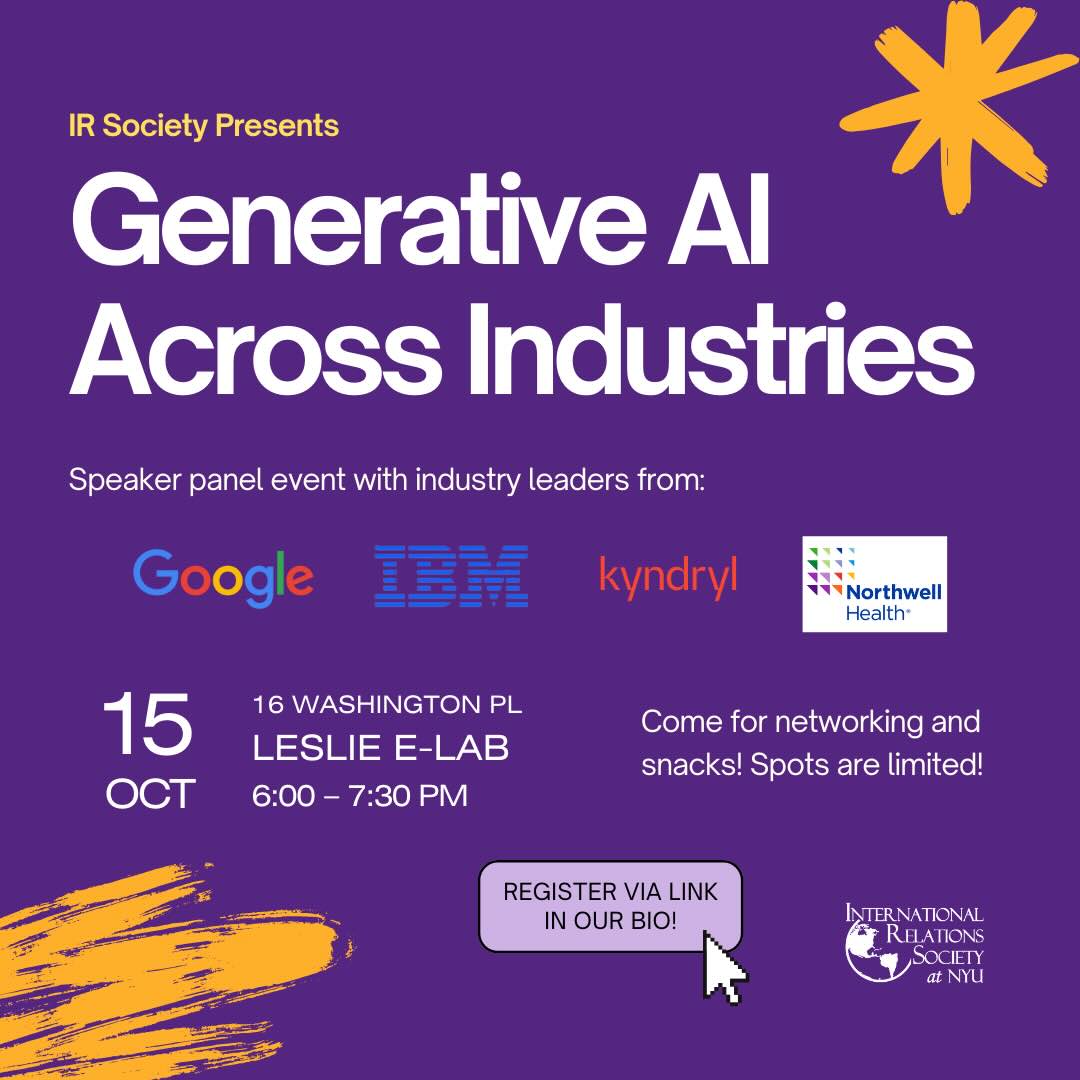 IR Society Presents
Generative AI
Across Industries
Speaker panel event with industry leaders from:
Google
IBM
kyndryl
Northwell
Health®
15
OCT
16 WASHINGTON PL
LESLIE E-LAB
6:00 – 7:30 PM
Come for networking and
snacks! Spots are limited!
REGISTER VIA LINK
IN OUR BIO!
INTERNATIONAL
RELATIONS
SOCIETY
at NYU